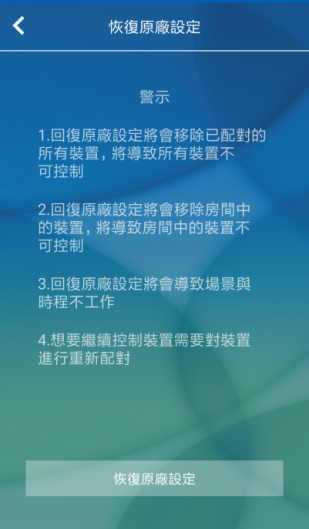 恢復原廠設定
警示
1.回復原廠設定將會移除已配對的
所有裝置，將導致所有裝置不
可控制
2.回復原廠設定將會移除房間中
的裝置，將導致房間中的裝置不
可控制
3.回復原廠設定將會導致場景與
時程不工作
4.想要繼續控制裝置需要對裝置
進行重新配對
恢復原廠設定